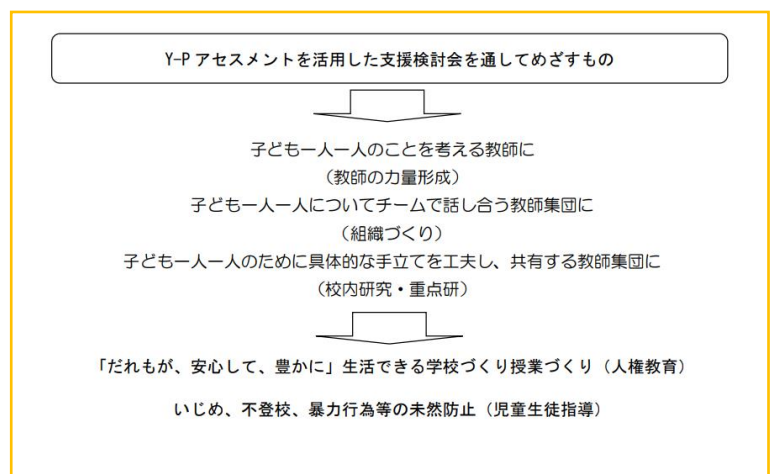 Y-P アセスメントを活用した支援検討会を通してめざすもの
子ども一人一人のことを考える教師に
（教師の力量形成）
子ども一人一人についてチームで話し合う教師集団に
（組織づくり）
子ども一人一人のために具体的な手立てを工夫し、共有する教師集団に
（校内研究・重点研）
「だれもが、安心して、豊かに」生活できる学校づくり授業づくり（人権教育）
いじめ、不登校、暴力行為等の未然防止（児童生徒指導）